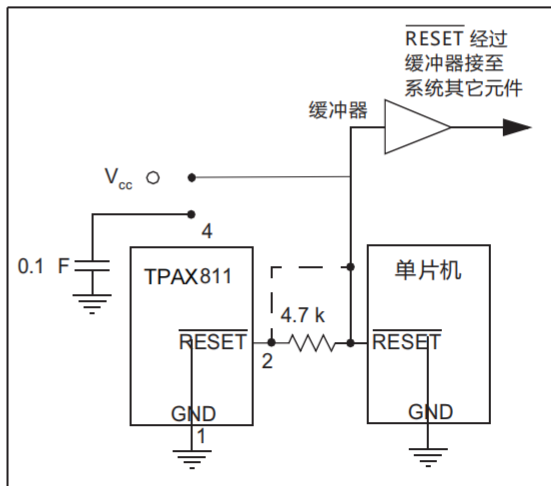 RESET 经过
缓冲器接至
系统其它元件
缓冲器
Vcc
4
0.1 F
TPAX811
单片机
4.7 k
RESET
2
RESET
GND
1
GND